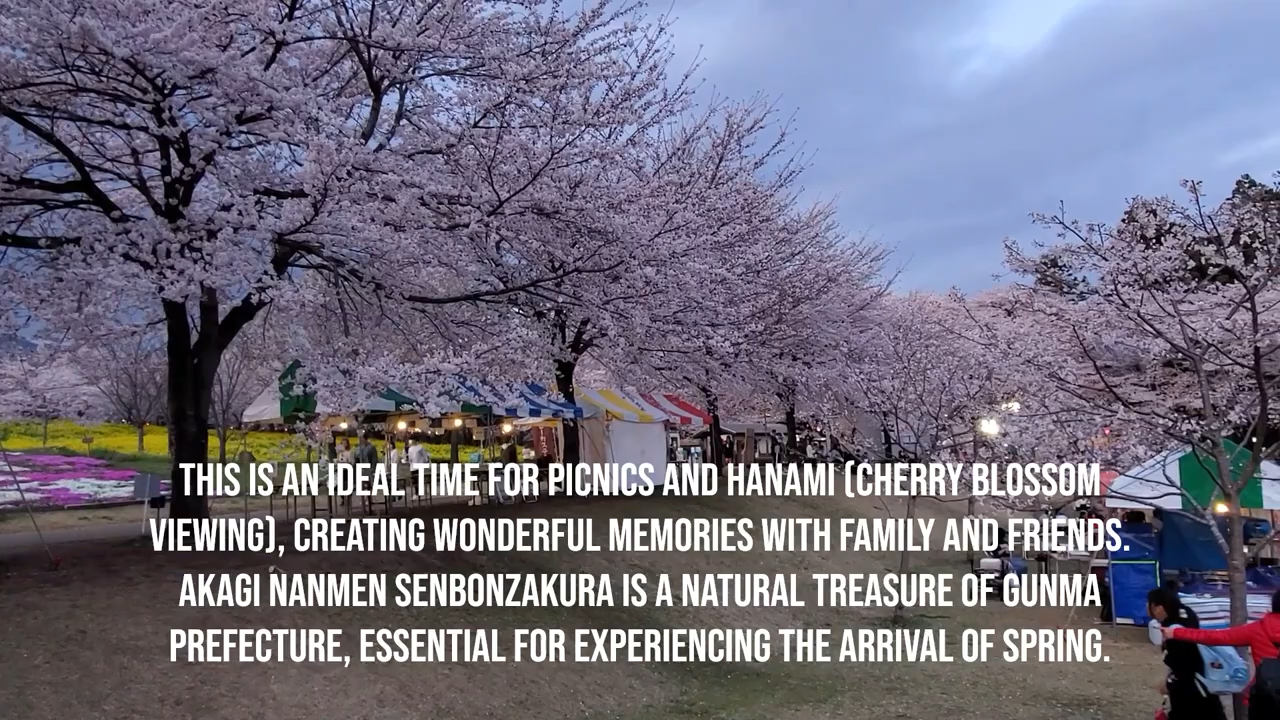 THIS IS AN IDEAL TIME FOR PICNICS AND HANAMI (CHERRY BLOSSOM
VIEWING), CREATING WONDERFUL MEMORIES WITH FAMILY AND FRIENDS.
AKAGI NANMEN SENBONZAKURA IS A NATURAL TREASURE OF GUNMA
PREFECTURE, ESSENTIAL FOR EXPERIENCING THE ARRIVAL OF SPRING.